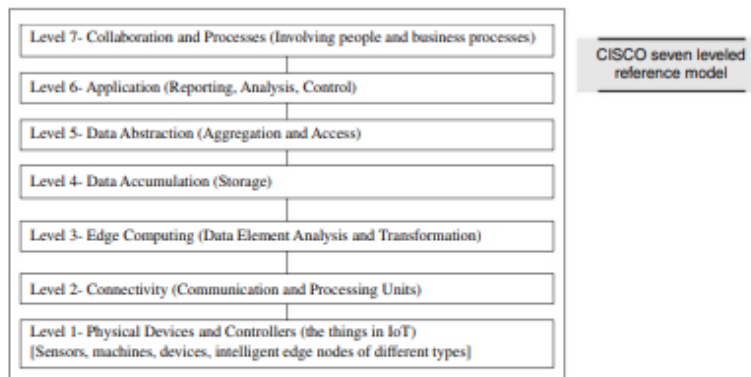 Level 7- Collaboration and Processes (Involving people and business processes)
Level 6- Application (Reporting, Analysis, Control)
Level 5- Data Abstraction (Aggregation and Access)
Level 4- Data Accumulation (Storage)
Level 3- Edge Computing (Data Element Analysis and Transformation)
Level 2- Connectivity (Communication and Processing Units)
Level 1- Physical Devices and Controllers (the things in IoT)
[Sensors, machines, devices, intelligent edge nodes of different types]
CISCO seven leveled
reference model